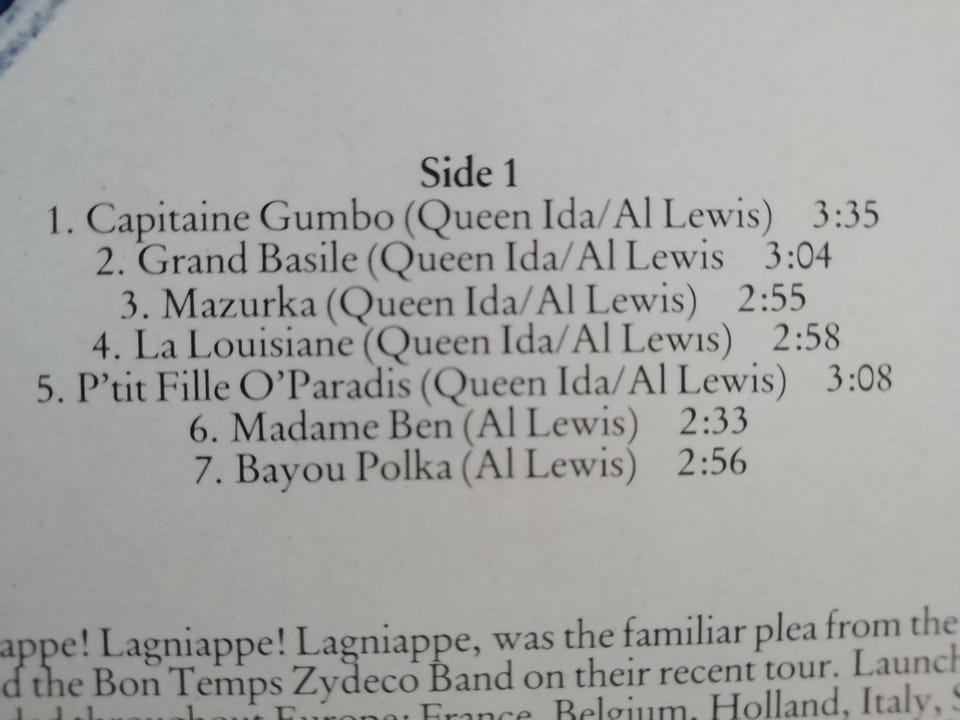 Side 1
1. Capitaine Gumbo (Queen Ida/Al Lewis) 3:35
2. Grand Basile (Queen Ida/Al Lewis 3:04
3. Mazurka (Queen Ida/Al Lewis) 2:55
4. La Louisiane (Queen Ida/Al Lewis) 2:58
5. P'tit Fille O'Paradis (Queen Ida/Al Lewis) 3:08
6. Madame Ben (Al Lewis) 2:33
7. Bayou Polka (Al Lewis) 2:56
appe! Lagniappe! Lagniappe, was the familiar plea from the
d the Bon Temps Zydeco Band on their recent tour. Launch
ded throughout Europe: France, Belgium, Holland, Italy, S